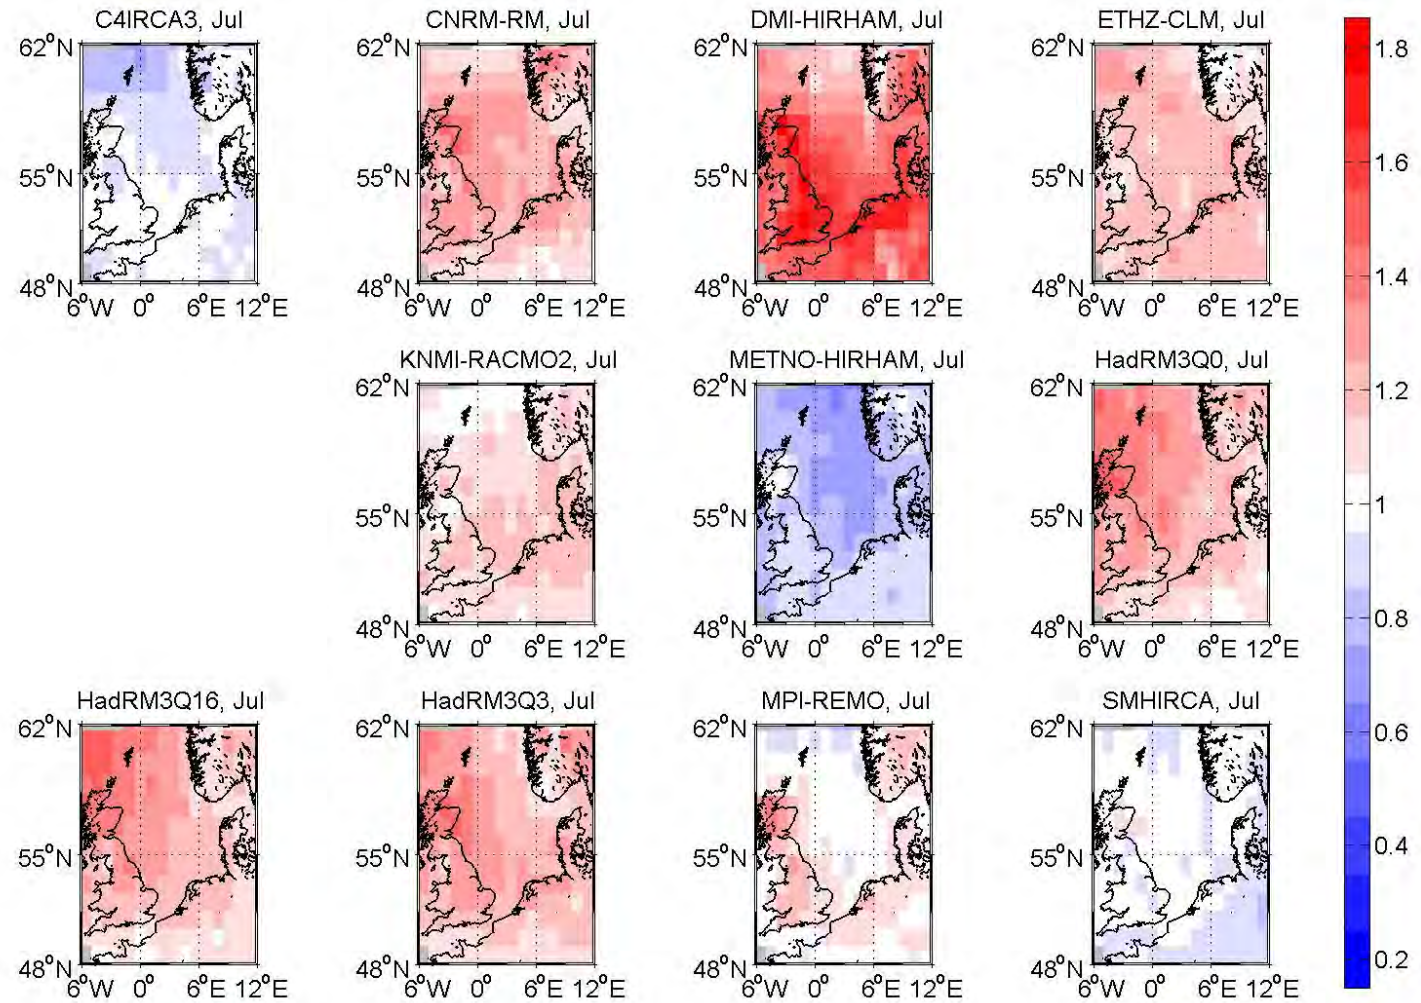 C4IRCA3, Jul
62°N
55°N
48°N
6°W 0° 6°E 12°E
CNRM-RM, Jul
62°N
55°N
48°N
6°W 0° 6°E 12°E
DMI-HIRHAM, Jul
62°N
55°N
48°N
6°W 0° 6°E 12°E
ETHZ-CLM, Jul
62°N
55°N
48°N
6°W 0° 6°E 12°E
KNMI-RACMO2, Jul
62°N
55°N
48°N
6°W 0° 6°E 12°E
METNO-HIRHAM, Jul
62°N
55°N
48°N
6°W 0° 6°E 12°E
HadRM3Q0, Jul
62°N
55°N
48°N
6°W 0° 6°E 12°E
HadRM3Q16, Jul
62°N
55°N
48°N
6°W 0° 6°E 12°E
HadRM3Q3, Jul
62°N
55°N
48°N
6°W 0° 6°E 12°E
MPI-REMO, Jul
62°N
55°N
48°N
6°W 0° 6°E 12°E
SMHIRCA, Jul
62°N
55°N
48°N
6°W 0° 6°E 12°E
1.8
1.6
1.4
1.2
1
0.8
0.6
0.4
0.2